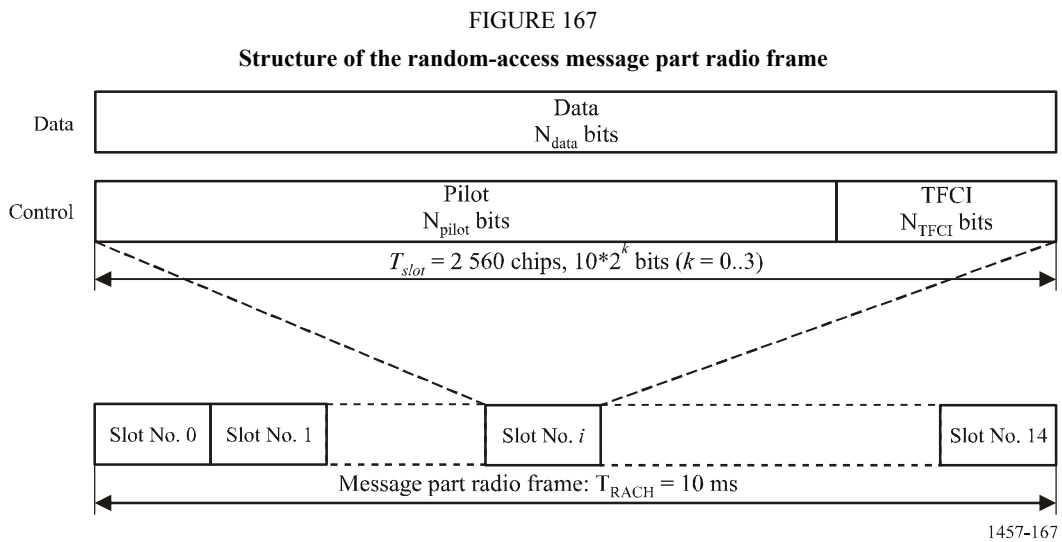 FIGURE 167
Structure of the random-access message part radio frame
Data
Data
N_data bits
Control
Pilot
N_pilot bits
TFCI
N_TFCI bits
T_slot = 2 560 chips, 10*2^k bits (k = 0..3)
Slot No. 0
Slot No. 1
Slot No. i
Slot No. 14
Message part radio frame: T_RACH = 10 ms
1457-167